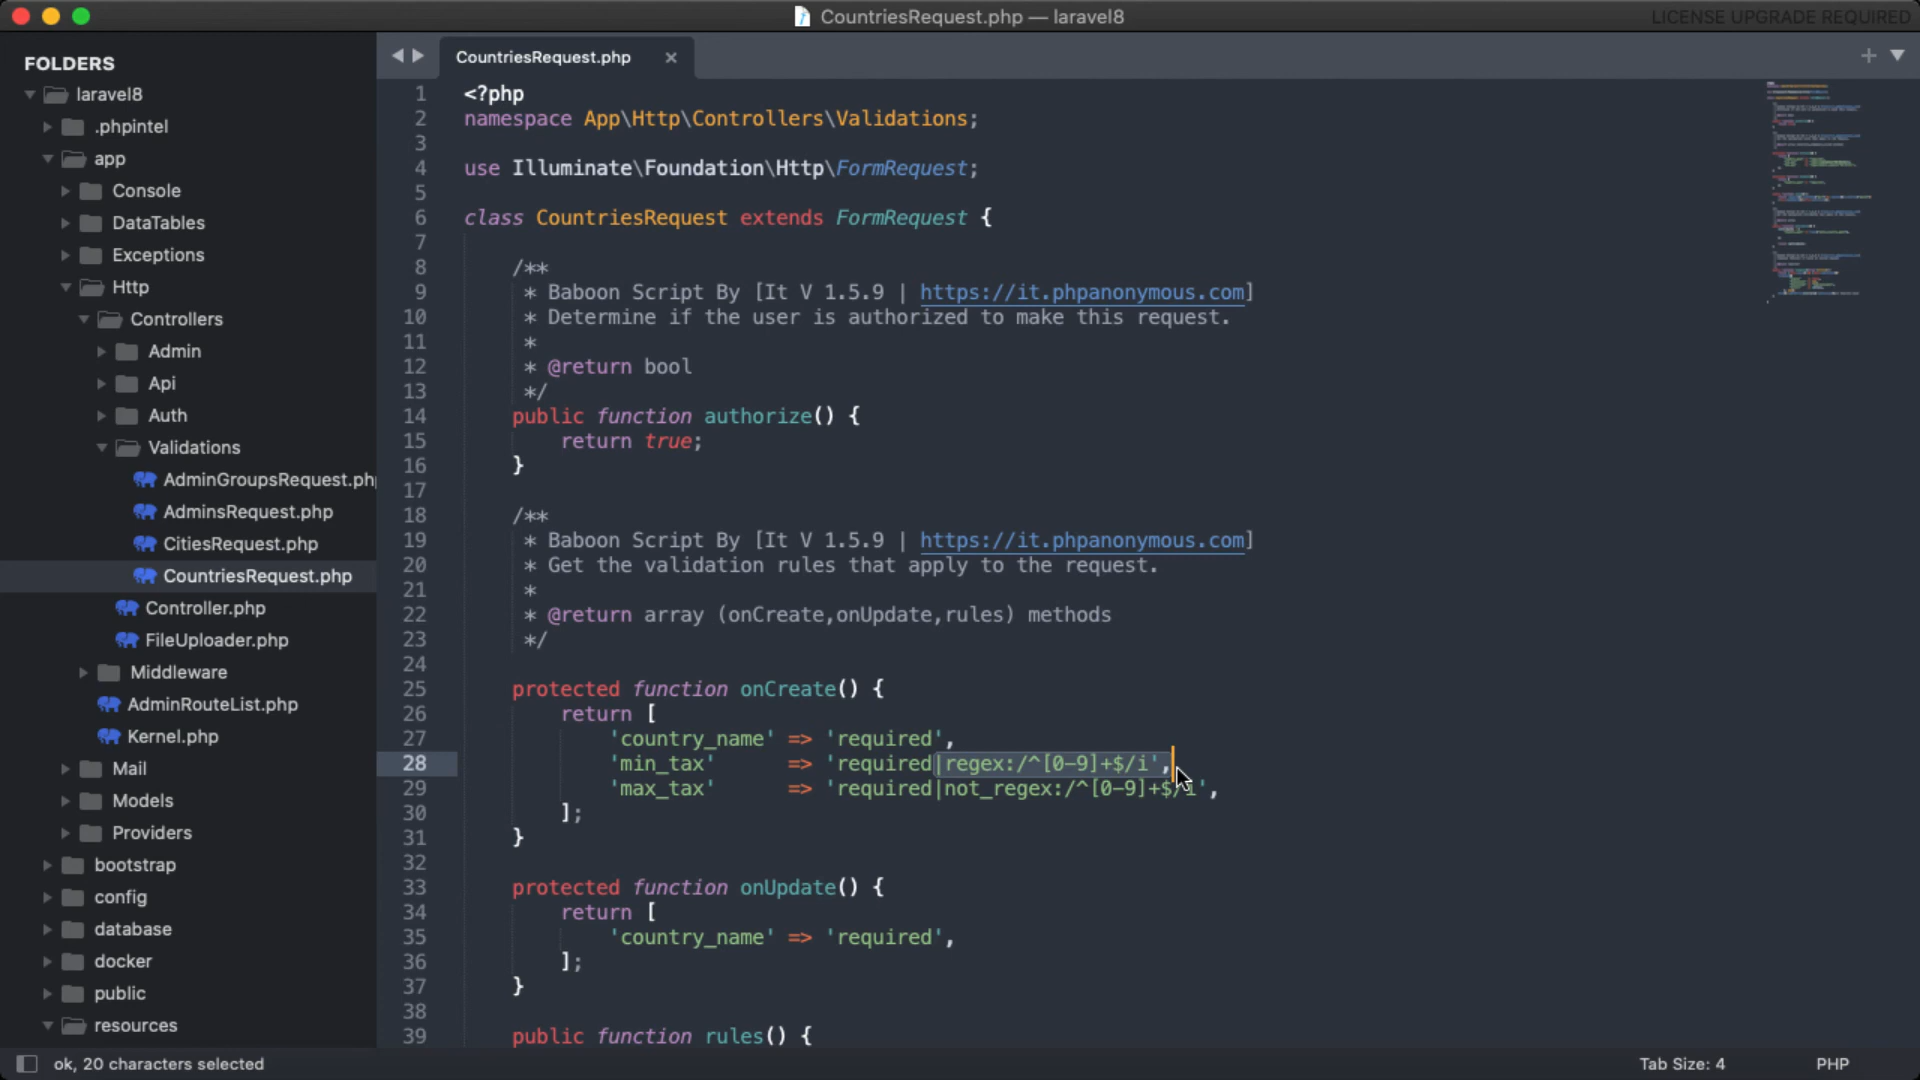 CountriesRequest.php — laravel8
LICENSE UPGRADE REQUIRED
FOLDERS
laravel8
.phpintel
app
Console
DataTables
Exceptions
Http
Controllers
Admin
Api
Auth
Validations
AdminGroupsRequest.ph
AdminsRequest.php
CitiesRequest.php
CountriesRequest.php
Controller.php
FileUploader.php
Middleware
AdminRouteList.php
Kernel.php
Mail
Models
Providers
bootstrap
config
database
docker
public
resources
CountriesRequest.php ×
1 <?php
2 namespace App\Http\Controllers\Validations;
3
4 use Illuminate\Foundation\Http\FormRequest;
5
6 class CountriesRequest extends FormRequest {
7
8 /**
9 * Baboon Script By [It V 1.5.9 | https://it.phpanonymous.com]
10 * Determine if the user is authorized to make this request.
11 *
12 * @return bool
13 */
14 public function authorize() {
15 return true;
16 }
17
18 /**
19 * Baboon Script By [It V 1.5.9 | https://it.phpanonymous.com]
20 * Get the validation rules that apply to the request.
21 *
22 * @return array (onCreate,onUpdate,rules) methods
23 */
24
25 protected function onCreate() {
26 return [
27 'country_name' => 'required',
28 'min_tax' => 'required|regex:/^[0-9]+$/i',
29 'max_tax' => 'required|not_regex:/^[0-9]+$/i',
30 ];
31 }
32
33 protected function onUpdate() {
34 return [
35 'country_name' => 'required',
36 ];
37 }
38
39 public function rules() {
ok, 20 characters selected
Tab Size: 4
PHP